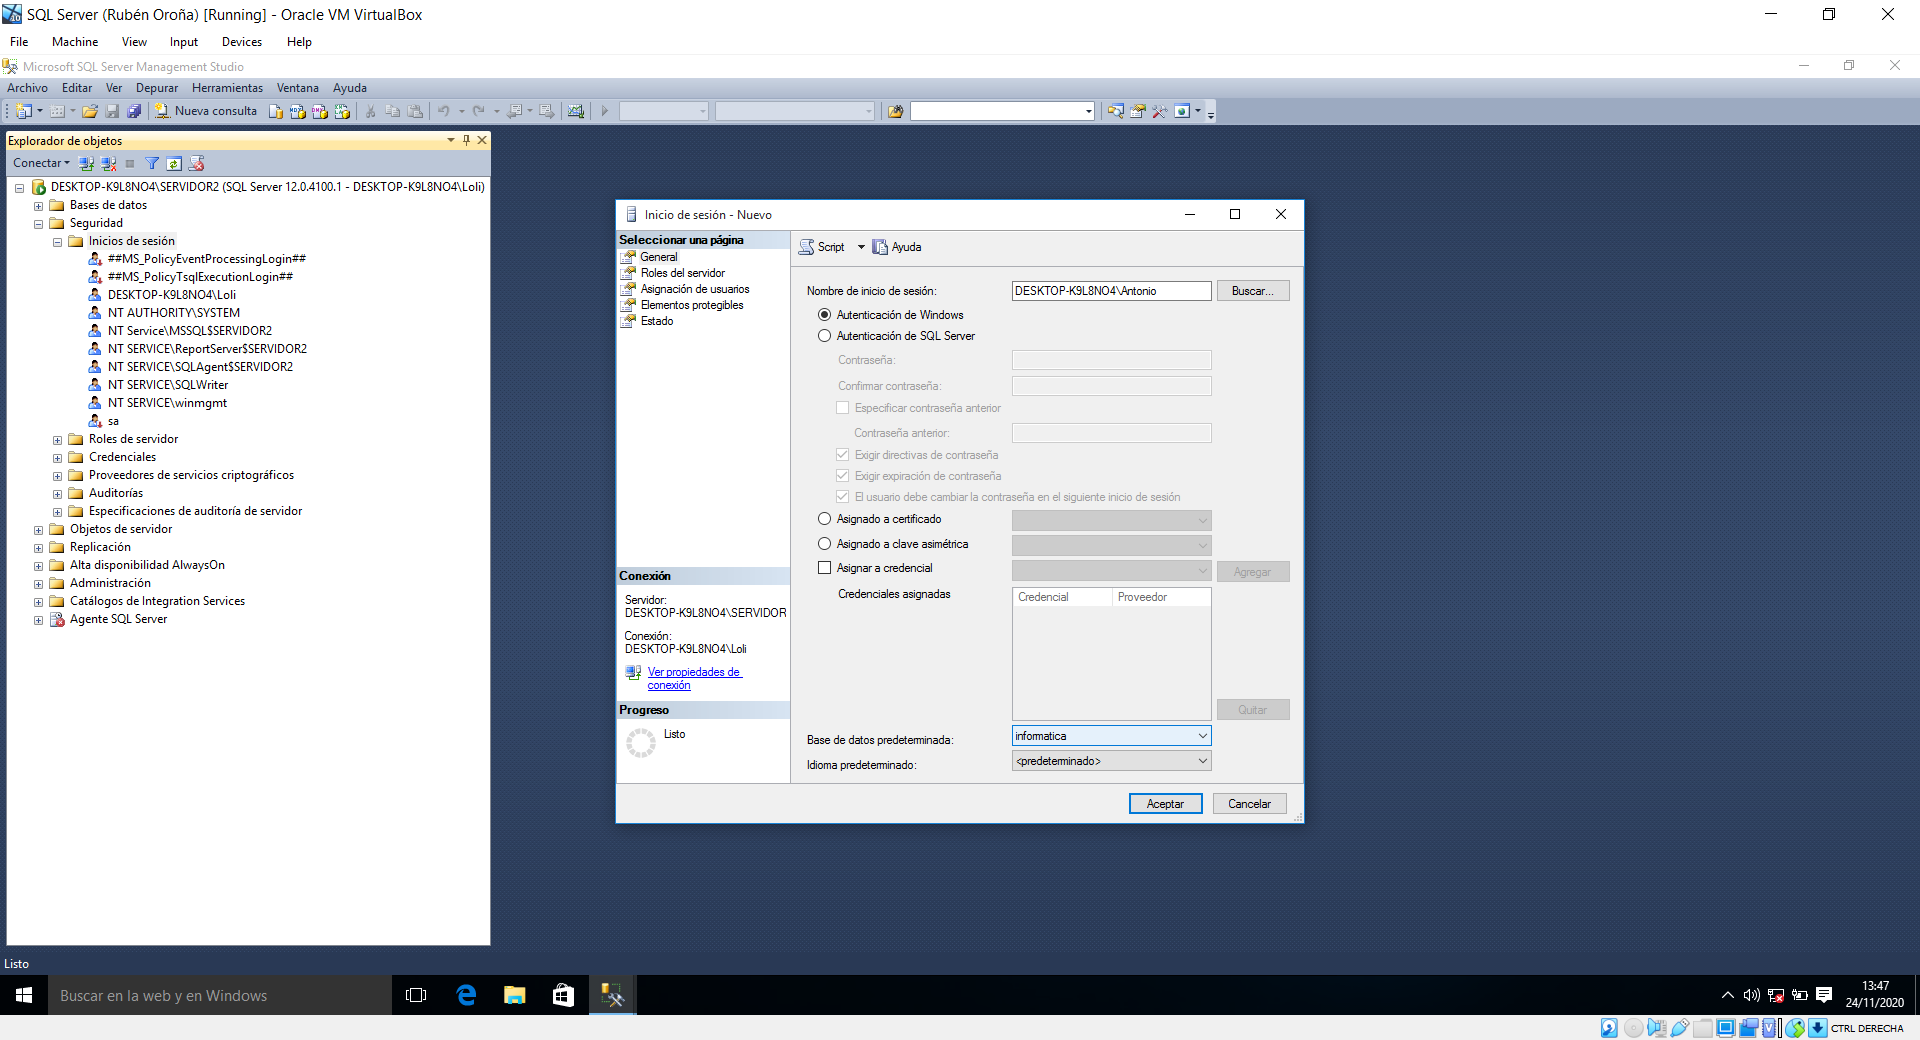 SQL Server (Rubén Oroña) [Running] - Oracle VM VirtualBox
File Machine View Input Devices Help
Microsoft SQL Server Management Studio
Archivo Editar Ver Depurar Herramientas Ventana Ayuda
Nueva consulta
Explorador de objetos
Conectar
DESKTOP-K9L8NO4\SERVIDOR2 (SQL Server 12.0.4100.1 - DESKTOP-K9L8NO4\Loli)
Bases de datos
Seguridad
Inicios de sesión
##MS_PolicyEventProcessingLogin##
##MS_PolicyTsqlExecutionLogin##
DESKTOP-K9L8NO4\Loli
NT AUTHORITY\SYSTEM
NT Service\MSSQL$SERVIDOR2
NT SERVICE\ReportServer$SERVIDOR2
NT SERVICE\SQLAgent$SERVIDOR2
NT SERVICE\SQLWriter
NT SERVICE\winmgmt
sa
Roles de servidor
Credenciales
Proveedores de servicios criptográficos
Auditorías
Especificaciones de auditoría de servidor
Objetos de servidor
Replicación
Alta disponibilidad AlwaysOn
Administración
Catálogos de Integration Services
Agente SQL Server
Inicio de sesión - Nuevo
Seleccionar una página
General
Roles del servidor
Asignación de usuarios
Elementos protegibles
Estado
Conexión
Servidor:
DESKTOP-K9L8NO4\SERVIDOR
Conexión:
DESKTOP-K9L8NO4\Loli
Ver propiedades de
conexión
Progreso
Listo
Script Ayuda
Nombre de inicio de sesión: DESKTOP-K9L8NO4\Antonio Buscar...
Autenticación de Windows
Autenticación de SQL Server
Contraseña:
Confirmar contraseña:
Especificar contraseña anterior
Contraseña anterior:
Exigir directivas de contraseña
Exigir expiración de contraseña
El usuario debe cambiar la contraseña en el siguiente inicio de sesión
Asignado a certificado
Asignado a clave asimétrica
Asignar a credencial Agregar
Credenciales asignadas Credencial Proveedor
Quitar
Base de datos predeterminada: informatica
Idioma predeterminado: <predeterminado>
Aceptar Cancelar
Listo
Buscar en la web y en Windows
13:47
24/11/2020
CTRL DERECHA